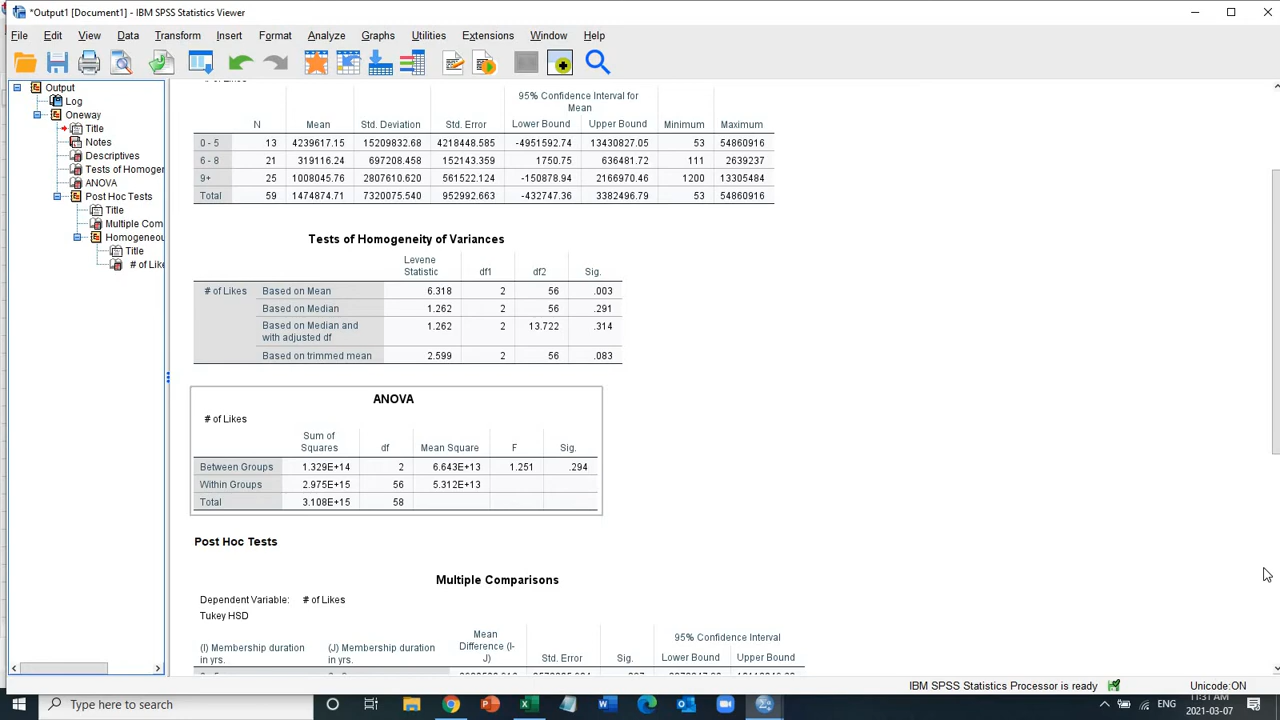 *Output1 [Document1] - IBM SPSS Statistics Viewer
File Edit View Data Transform Insert Format Analyze Graphs Utilities Extensions Window Help
Output
Log
Oneway
Title
Notes
Descriptives
Tests of Homoger
ANOVA
Post Hoc Tests
Title
Multiple Com
Homogeneou
Title
# of Like
95% Confidence Interval for
Mean
N Mean Std. Deviation Std. Error Lower Bound Upper Bound Minimum Maximum
0 - 5 13 4239617.15 15209832.68 4218448.585 -4951592.74 13430827.05 53 54860916
6 - 8 21 319116.24 697208.458 152143.359 1750.75 636481.72 111 2639237
9+ 25 1008045.76 2807610.620 561522.124 -150878.94 2166970.46 1200 13305484
Total 59 1474874.71 7320075.540 952992.663 -432747.36 3382496.79 53 54860916
Tests of Homogeneity of Variances
Levene
Statistic df1 df2 Sig.
# of Likes Based on Mean 6.318 2 56 .003
Based on Median 1.262 2 56 .291
Based on Median and
with adjusted df 1.262 2 13.722 .314
Based on trimmed mean 2.599 2 56 .083
ANOVA
# of Likes
Sum of
Squares df Mean Square F Sig.
Between Groups 1.329E+14 2 6.643E+13 1.251 .294
Within Groups 2.975E+15 56 5.312E+13
Total 3.108E+15 58
Post Hoc Tests
Multiple Comparisons
Dependent Variable: # of Likes
Tukey HSD
(I) Membership duration
in yrs.
(J) Membership duration
in yrs.
Mean
Difference (I-
J)
Std. Error Sig.
95% Confidence Interval
Lower Bound Upper Bound
IBM SPSS Statistics Processor is ready Unicode:ON
Type here to search
ENG
11:31 AM
2021-03-07